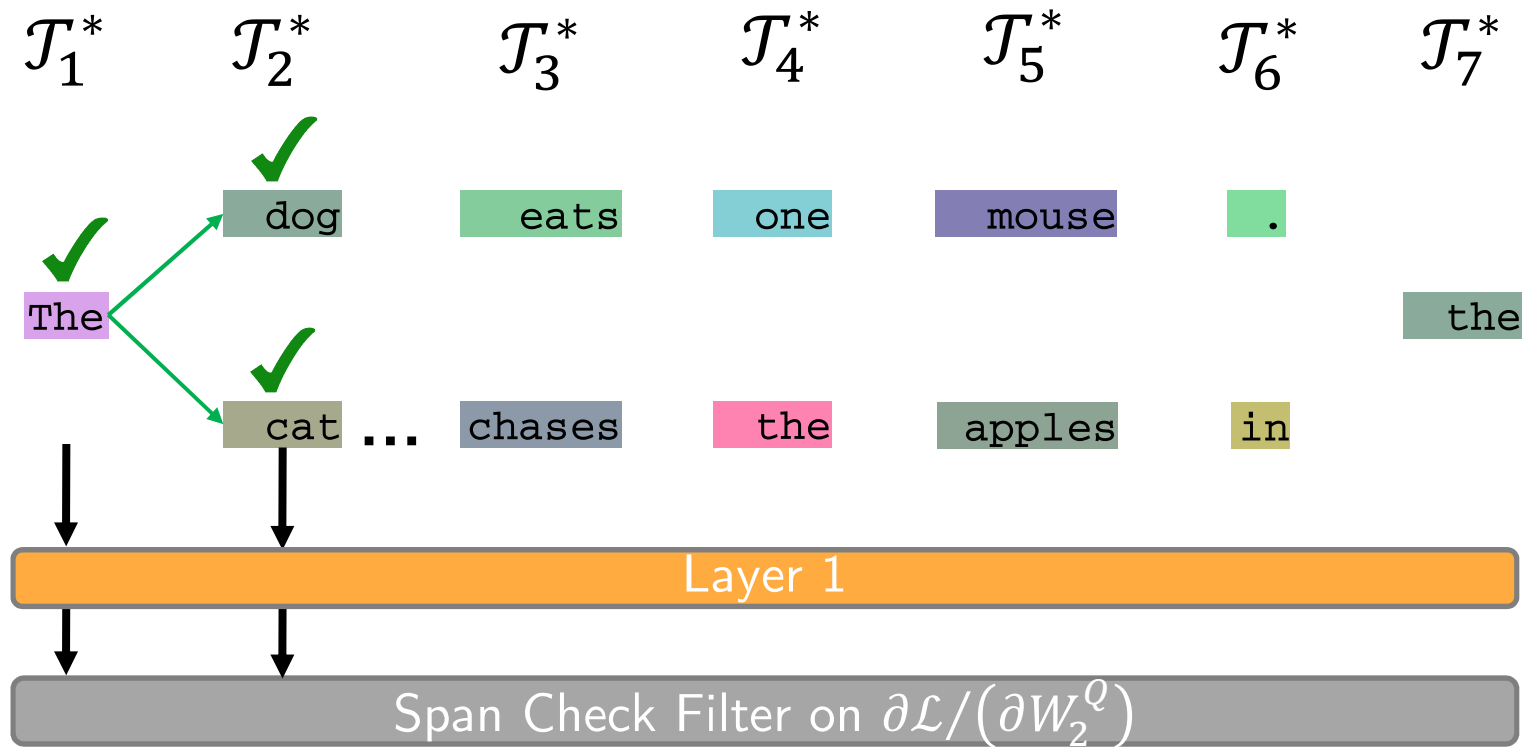 𝒯₁* 𝒯₂* 𝒯₃* 𝒯₄* 𝒯₅* 𝒯₆* 𝒯₇*
dog eats one mouse .
The the
cat ... chases the apples in
Layer 1
Span Check Filter on ∂ℒ/(∂W₂^Q)